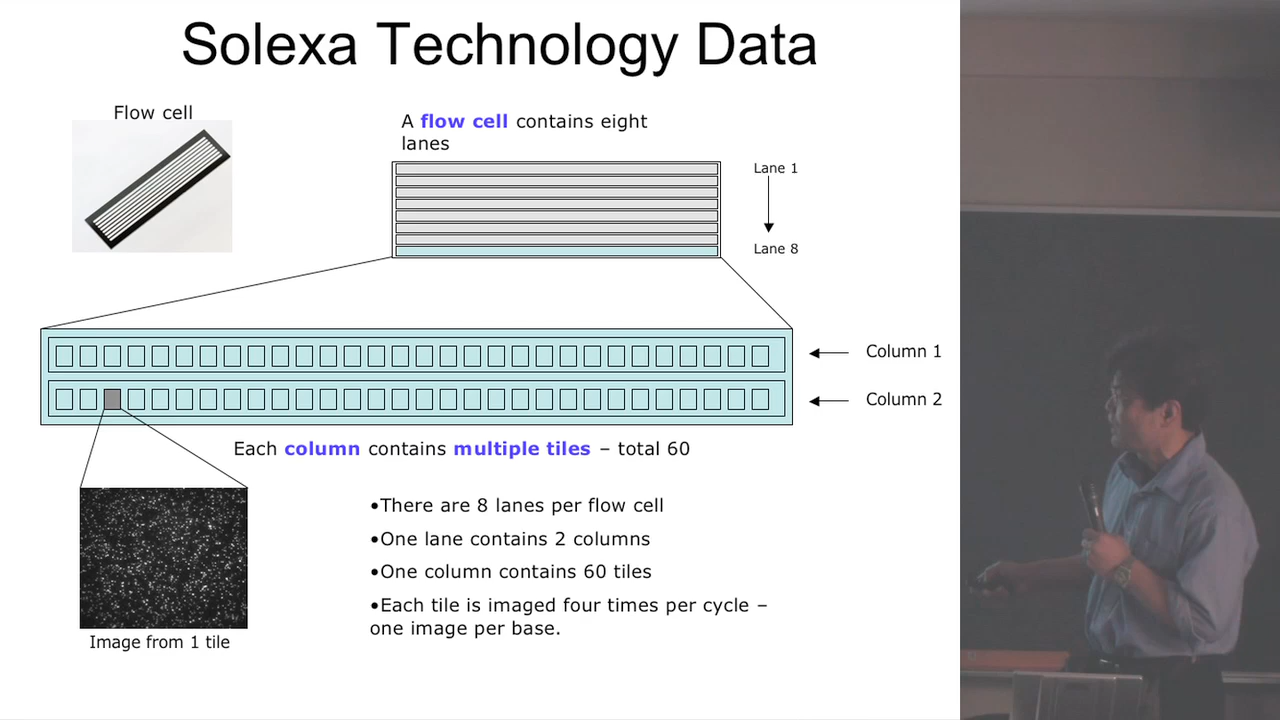 Solexa Technology Data
Flow cell
A flow cell contains eight
lanes
Lane 1
Lane 8
Column 1
Column 2
Each column contains multiple tiles – total 60
•There are 8 lanes per flow cell
•One lane contains 2 columns
•One column contains 60 tiles
•Each tile is imaged four times per cycle –
one image per base.
Image from 1 tile